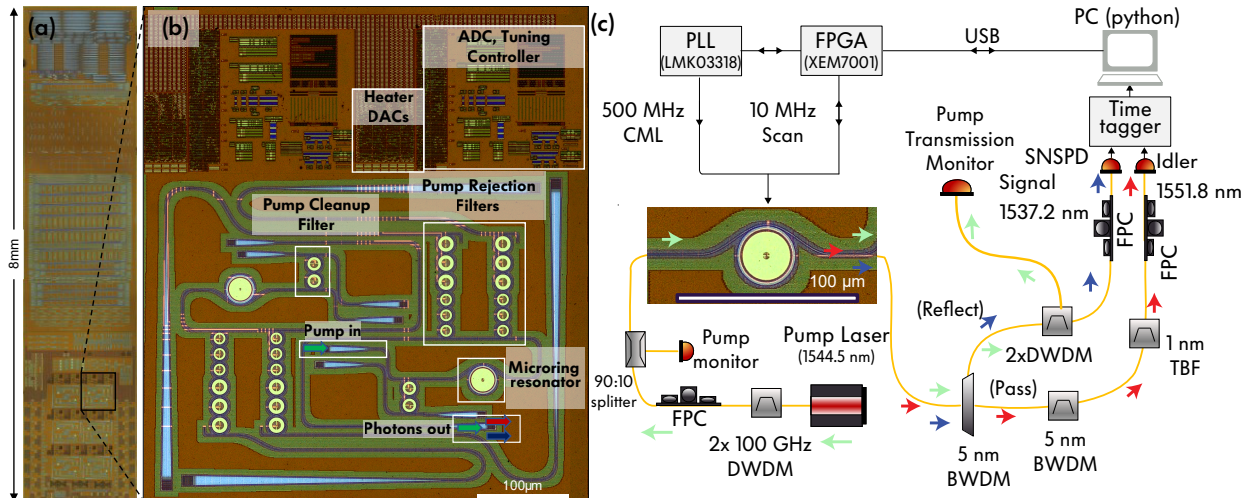 (a)
8mm
(b)
ADC, Tuning
Controller
Heater
DACs
Pump Rejection
Filters
Pump Cleanup
Filter
Pump in
Microring
resonator
Photons out
100μm
(c)
PLL
(LMK03318)
FPGA
(XEM7001)
USB
PC (python)
500 MHz
CML
10 MHz
Scan
Time
tagger
Pump
Transmission
Monitor
SNSPD
Signal
1537.2 nm
Idler
1551.8 nm
FPC
FPC
100 μm
(Reflect)
2xDWDM
1 nm
TBF
Pump
monitor
Pump Laser
(1544.5 nm)
90:10
splitter
FPC
2x 100 GHz
DWDM
(Pass)
5 nm
BWDM
5 nm
BWDM